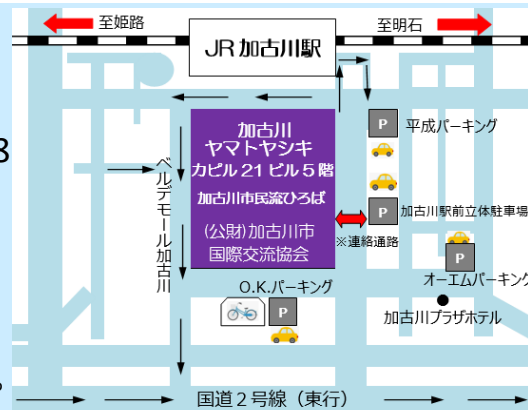 至姫路
至明石
JR 加古川駅
8
加古川
ヤマトヤシキ
カピル 21 ビル 5 階
加古川市民流ひろば
(公財)加古川市
国際交流協会
ベルデモール加古川
P
平成パーキング
P
加古川駅前立体駐車場
※連絡通路
P
オーエムパーキング
加古川プラザホテル
O.K.パーキング
P
国道２号線（東行）